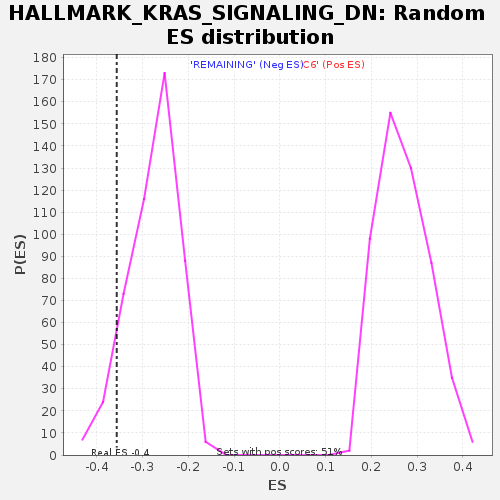 HALLMARK_KRAS_SIGNALING_DN: Random
ES distribution
'REMAINING' (Neg ES)C6' (Pos ES)
180
170
160
150
140
130
120
110
100
90
80
70
60
50
40
30
20
10
0
P(ES)
Real ES -0.4
Sets with pos scores: 51%
-0.4 -0.3 -0.2 -0.1 0.0 0.1 0.2 0.3 0.4
ES